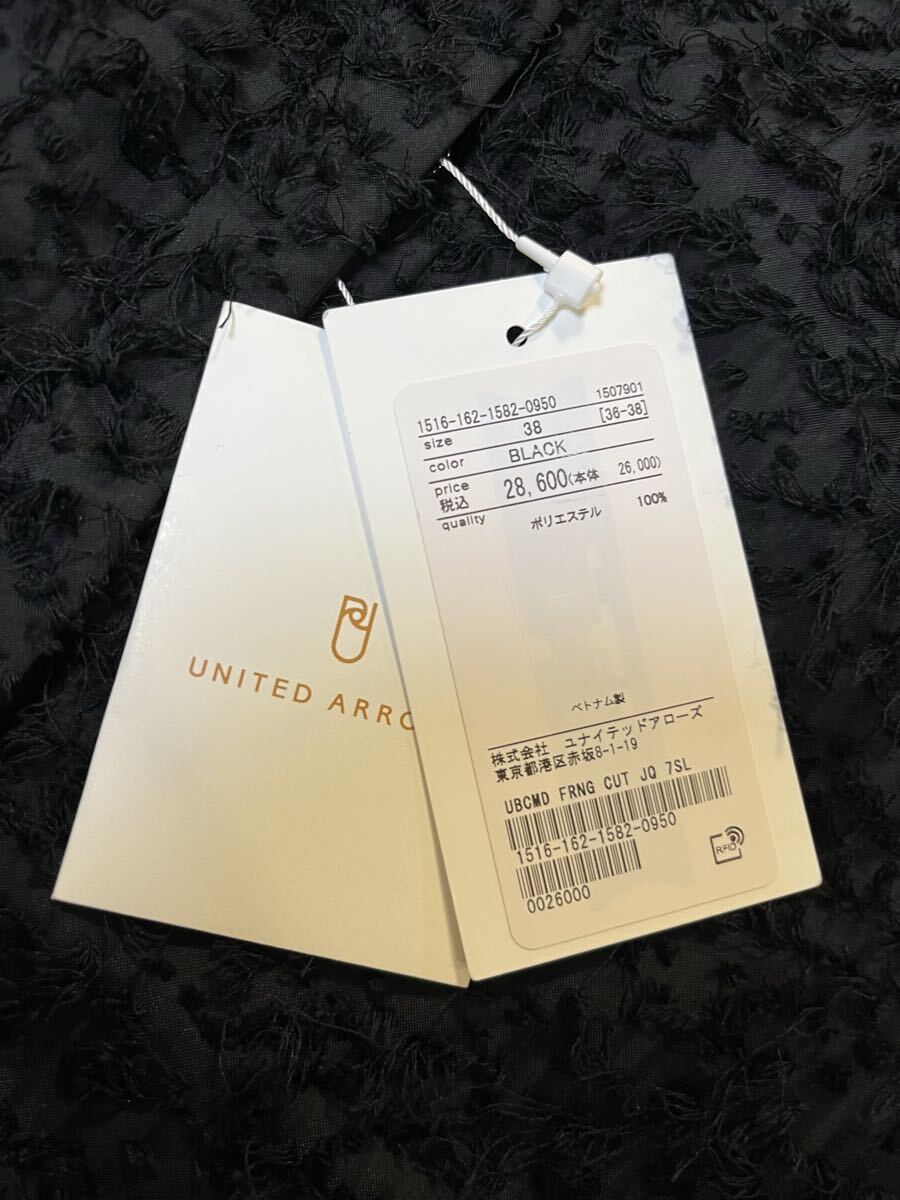 UNITED ARRO
1516-162-1582-0950 1507901
size 38 [36-38]
color BLACK
price
税込 28,600(本体 26,000)
quality ポリエステル 100%
ベトナム製
株式会社 ユナイテッドアローズ
東京都港区赤坂8-1-19
UBCMD FRNG CUT JQ 7SL
1516-162-1582-0950
0026000
RFID